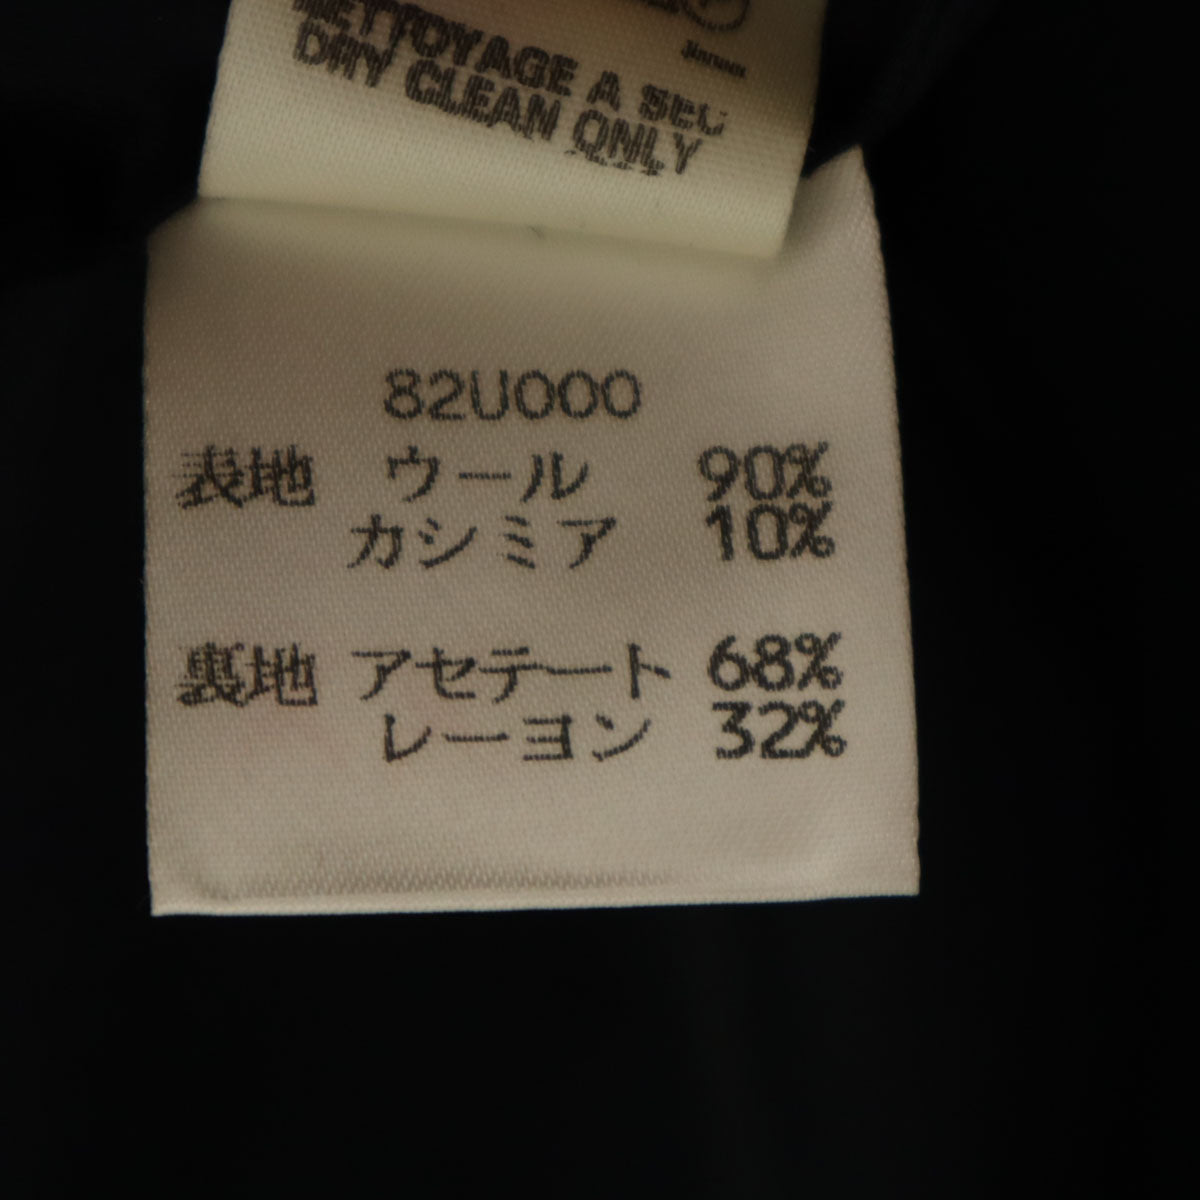 NETTOYAGE A SEC
DRY CLEAN ONLY
82U000
表地 ウール 90%
カシミア 10%
裏地 アセテート 68%
レーヨン 32%